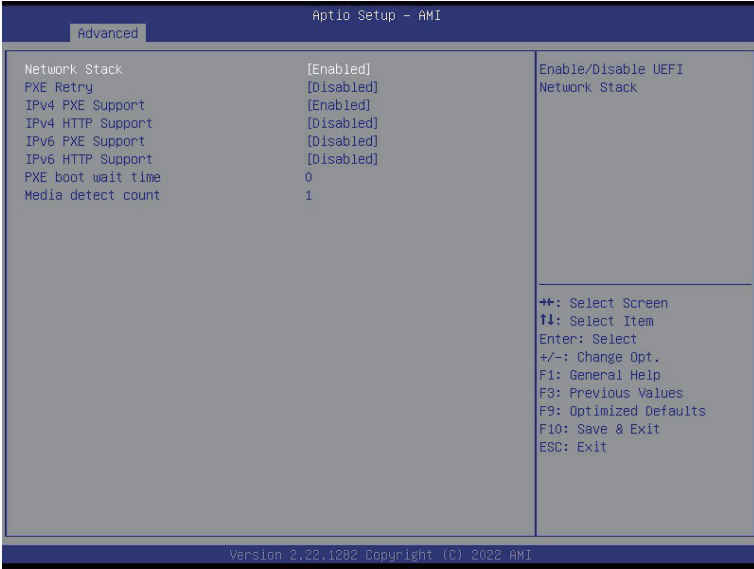 Aptio Setup – AMI
Advanced
Network Stack [Enabled]
PXE Retry [Disabled]
IPv4 PXE Support [Enabled]
IPv4 HTTP Support [Disabled]
IPv6 PXE Support [Disabled]
IPv6 HTTP Support [Disabled]
PXE boot wait time 0
Media detect count 1
Enable/Disable UEFI
Network Stack
→←: Select Screen
↑↓: Select Item
Enter: Select
+/-: Change Opt.
F1: General Help
F3: Previous Values
F9: Optimized Defaults
F10: Save & Exit
ESC: Exit
Version 2.22.1282 Copyright (C) 2022 AMI